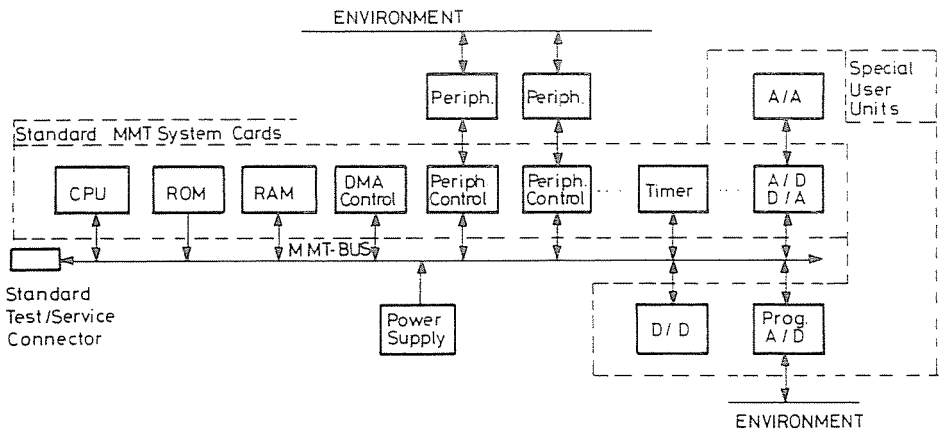 ENVIRONMENT
Periph.
Periph.
A/A
Special
User
Units
Standard MMT System Cards
CPU
ROM
RAM
DMA
Control
Periph.
Control
Periph.
Control
Timer
A/D
D/A
MMT-BUS
Standard
Test/Service
Connector
Power
Supply
D/D
Prog.
A/D
ENVIRONMENT